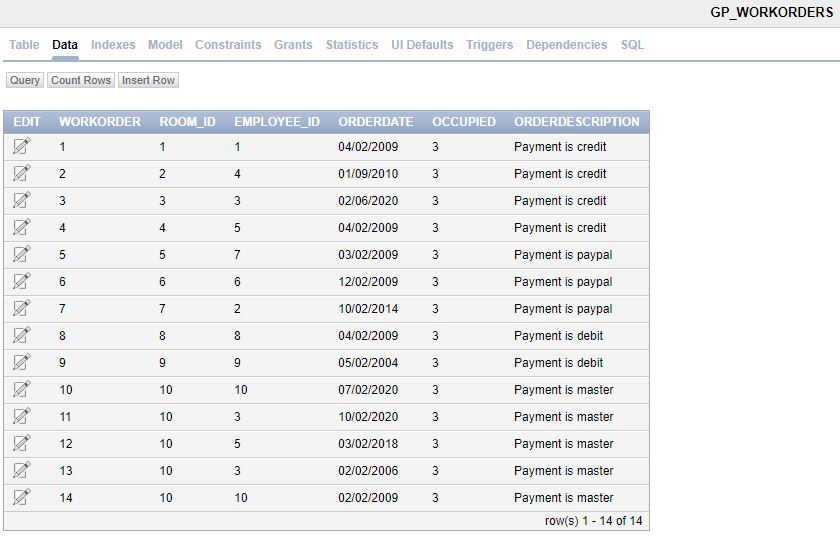 GP_WORKORDERS
Table Data Indexes Model Constraints Grants Statistics UI Defaults Triggers Dependencies SQL
Query Count Rows Insert Row
EDIT WORKORDER ROOM_ID EMPLOYEE_ID ORDERDATE OCCUPIED ORDERDESCRIPTION
1 1 1 04/02/2009 3 Payment is credit
2 2 4 01/09/2010 3 Payment is credit
3 3 3 02/06/2020 3 Payment is credit
4 4 5 04/02/2009 3 Payment is credit
5 5 7 03/02/2009 3 Payment is paypal
6 6 6 12/02/2009 3 Payment is paypal
7 7 2 10/02/2014 3 Payment is paypal
8 8 8 04/02/2009 3 Payment is debit
9 9 9 05/02/2004 3 Payment is debit
10 10 10 07/02/2020 3 Payment is master
11 10 3 10/02/2020 3 Payment is master
12 10 5 03/02/2018 3 Payment is master
13 10 3 02/02/2006 3 Payment is master
14 10 10 02/02/2009 3 Payment is master
row(s) 1 - 14 of 14